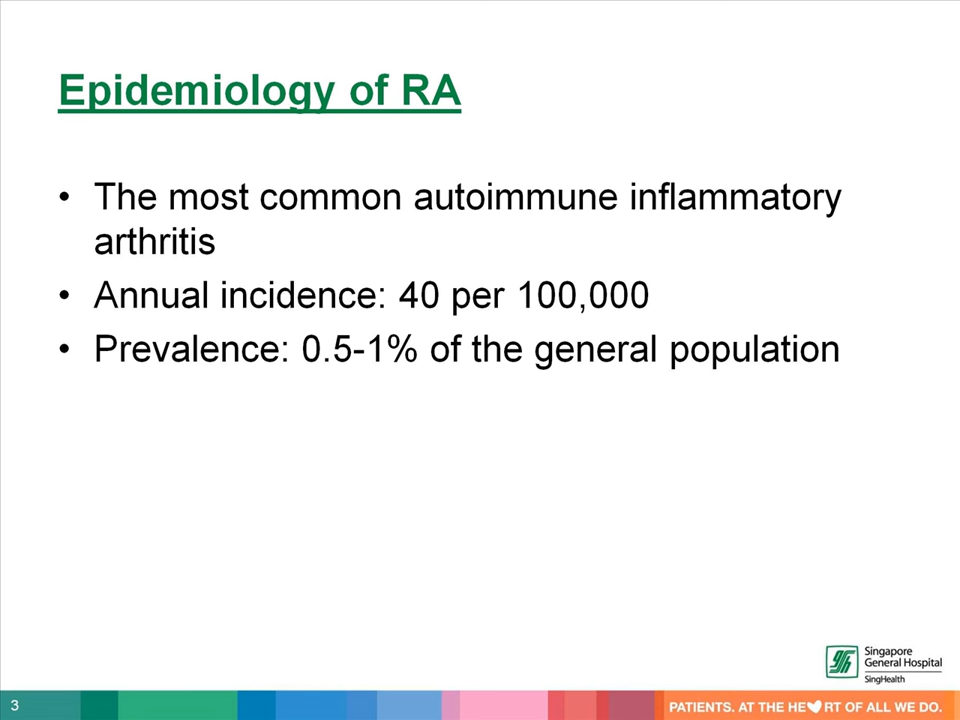 Epidemiology of RA
• The most common autoimmune inflammatory
arthritis
• Annual incidence: 40 per 100,000
• Prevalence: 0.5-1% of the general population
Singapore
General Hospital
SingHealth
3
PATIENTS. AT THE HE♥RT OF ALL WE DO.